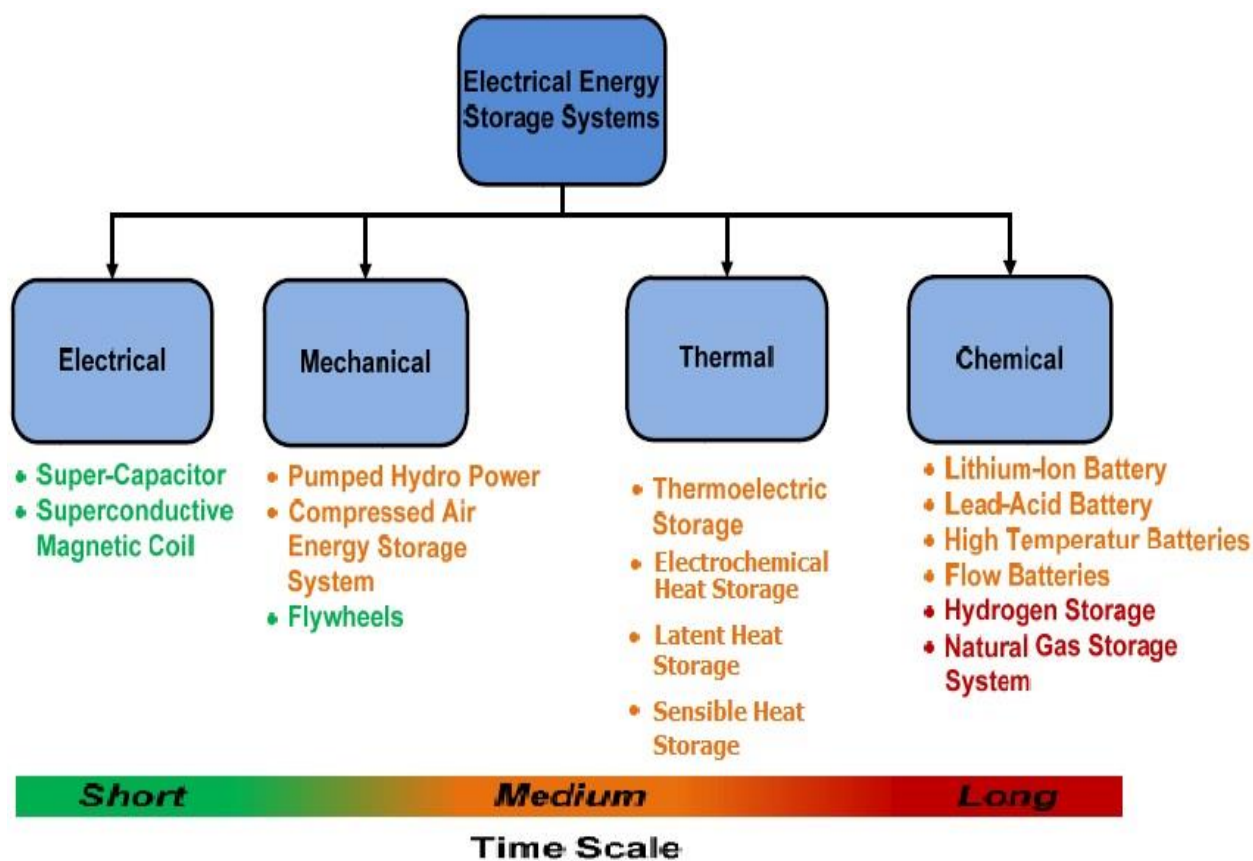 Electrical Energy
Storage Systems
Electrical
Mechanical
Thermal
Chemical
• Super-Capacitor
• Superconductive
Magnetic Coil
• Pumped Hydro Power
• Compressed Air
Energy Storage
System
• Flywheels
• Thermoelectric
Storage
• Electrochemical
Heat Storage
• Latent Heat
Storage
• Sensible Heat
Storage
• Lithium-Ion Battery
• Lead-Acid Battery
• High Temperatur Batteries
• Flow Batteries
• Hydrogen Storage
• Natural Gas Storage
System
Short
Medium
Long
Time Scale